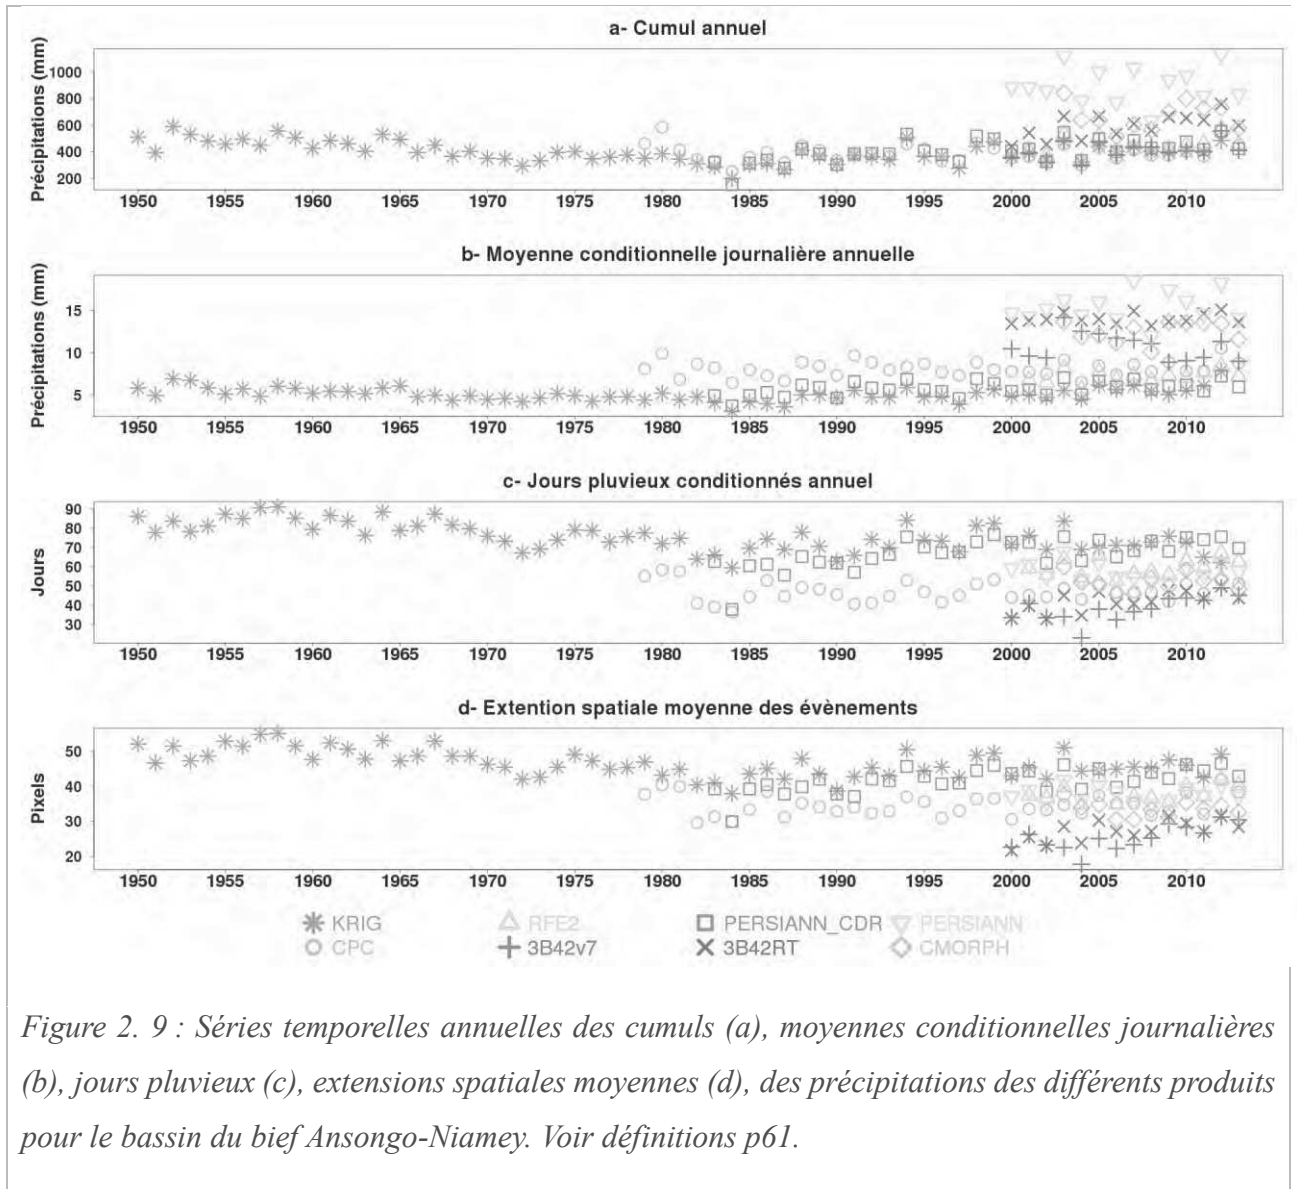 a- Cumul annuel
Précipitations (mm)
1000
800
600
400
200
1950 1955 1960 1965 1970 1975 1980 1985 1990 1995 2000 2005 2010
b- Moyenne conditionnelle journalière annuelle
Précipitations (mm)
15
10
5
1950 1955 1960 1965 1970 1975 1980 1985 1990 1995 2000 2005 2010
c- Jours pluvieux conditionnés annuel
Jours
90
80
70
60
50
40
30
1950 1955 1960 1965 1970 1975 1980 1985 1990 1995 2000 2005 2010
d- Extention spatiale moyenne des évènements
Pixels
50
40
30
20
1950 1955 1960 1965 1970 1975 1980 1985 1990 1995 2000 2005 2010
KRIG RFE2 PERSIANN_CDR PERSIANN
CPC 3B42v7 3B42RT CMORPH
Figure 2. 9 : Séries temporelles annuelles des cumuls (a), moyennes conditionnelles journalières
(b), jours pluvieux (c), extensions spatiales moyennes (d), des précipitations des différents produits
pour le bassin du bief Ansongo-Niamey. Voir définitions p61.